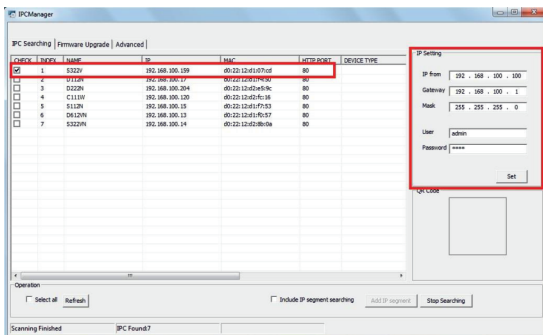 IPCManager
IPC Searching Firmware Upgrade Advanced
CHECK INDEX NAME IP MAC HTTP PORT DEVICE TYPE
1 S322V 192.168.100.159 d0:22:12:d1:07:cd 80
2 D112N 192.168.100.17 80
3 D222N 192.168.100.204 d0:22:12:d2:e5:9c 80
4 C111W 192.168.100.120 d0:22:12:d2:fc:16 80
5 S112N 192.168.100.15 d0:22:12:d1:f7:53 80
6 D612VN 192.168.100.13 d0:22:12:d1:f0:57 80
7 S322VN 192.168.100.14 d0:22:12:d2:8b:0a 80
IP Setting
IP from 192 . 168 . 100 . 100
Gateway 192 . 168 . 100 . 1
Mask 255 . 255 . 255 . 0
User admin
Password ****
Set
QR Code
Operation
Select all Refresh Include IP segment searching Add IP segment Stop Searching
Scanning Finished IPC Found:7